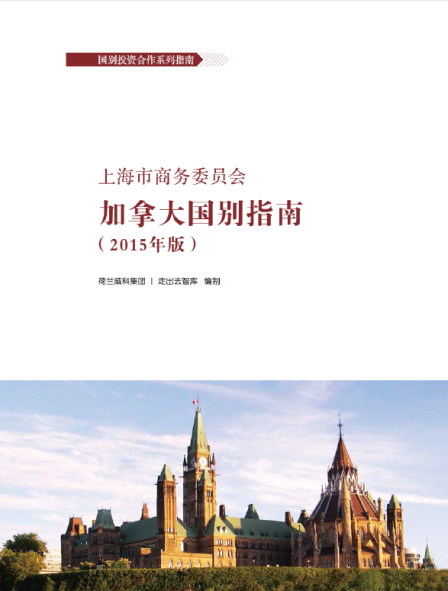 国别投资合作系列指南
上海市商务委员会
加拿大国别指南
（2015年版）
荷兰威科集团 | 走出去智库 编制